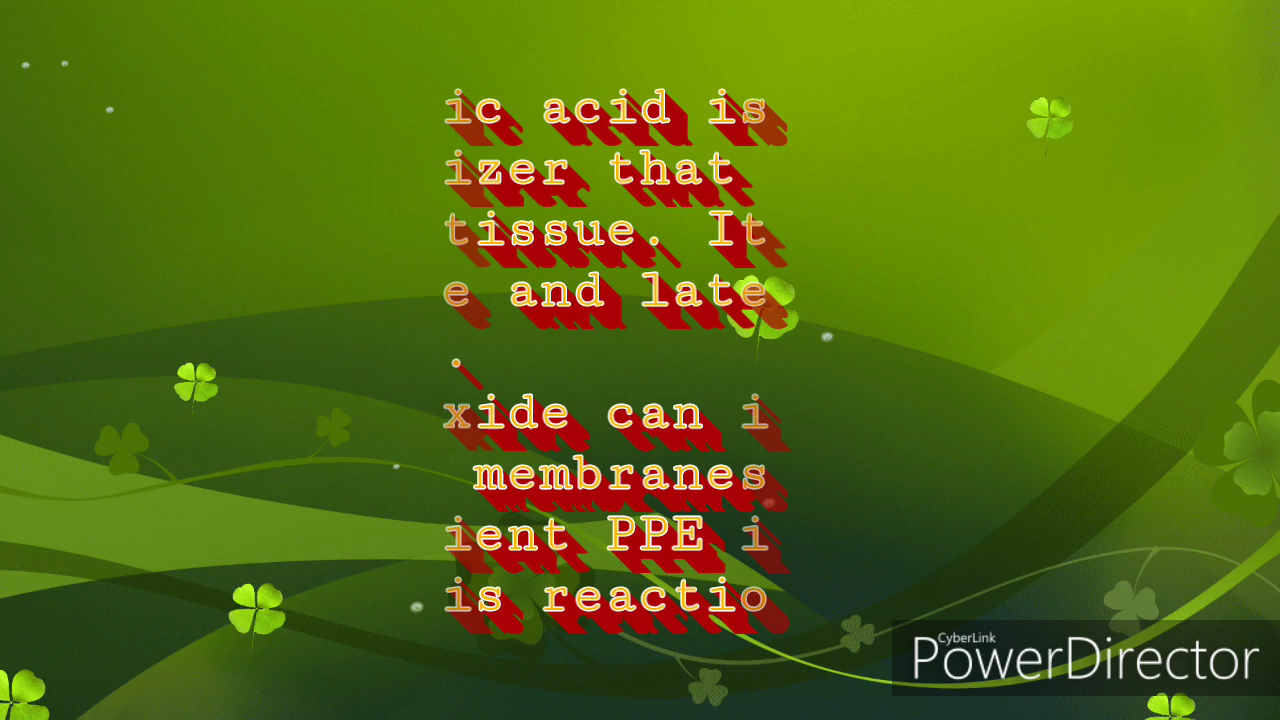 ic acid is
izer that
tissue. It
e and late
.
xide can i
membranes
ient PPE i
is reactio
CyberLink
PowerDirector